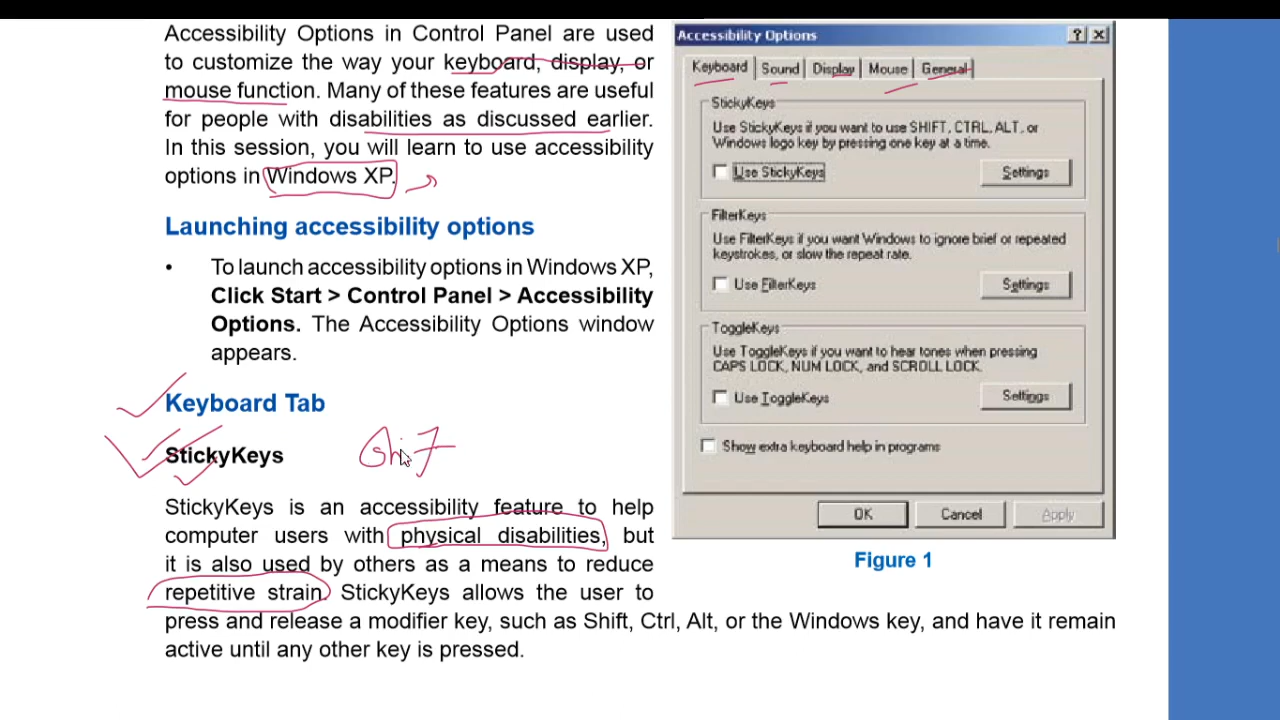 Accessibility Options in Control Panel are used
to customize the way your keyboard, display, or
mouse function. Many of these features are useful
for people with disabilities as discussed earlier.
In this session, you will learn to use accessibility
options in Windows XP.
Launching accessibility options
• To launch accessibility options in Windows XP,
Click Start > Control Panel > Accessibility
Options. The Accessibility Options window
appears.
Keyboard Tab
StickyKeys
StickyKeys is an accessibility feature to help
computer users with physical disabilities, but
it is also used by others as a means to reduce
repetitive strain. StickyKeys allows the user to
press and release a modifier key, such as Shift, Ctrl, Alt, or the Windows key, and have it remain
active until any other key is pressed.
Accessibility Options
Keyboard Sound Display Mouse General
StickyKeys
Use StickyKeys if you want to use SHIFT, CTRL, ALT, or
Windows logo key by pressing one key at a time.
Use StickyKeys Settings
FilterKeys
Use FilterKeys if you want Windows to ignore brief or repeated
keystrokes, or slow the repeat rate.
Use FilterKeys Settings
ToggleKeys
Use ToggleKeys if you want to hear tones when pressing
CAPS LOCK, NUM LOCK, and SCROLL LOCK.
Use ToggleKeys Settings
Show extra keyboard help in programs
OK Cancel Apply
Figure 1